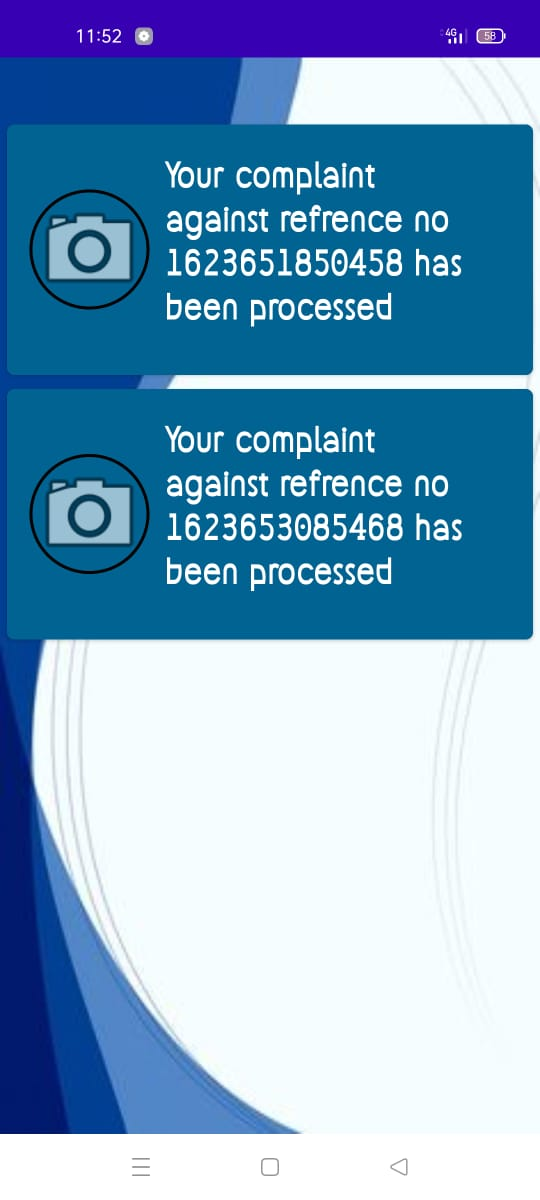 11:52
4G
58
Your complaint
against refrence no
1623651850458 has
been processed
Your complaint
against refrence no
1623653085468 has
been processed